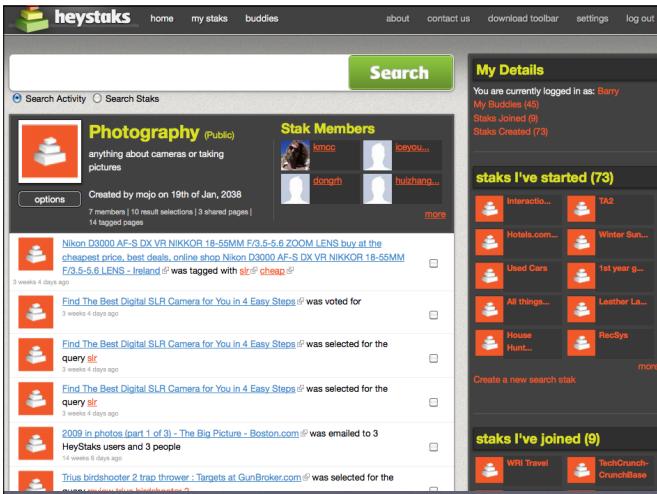 heystaks
home my staks buddies about contact us download toolbar settings log out
Search
Search Activity Search Staks
Photography (Public)
anything about cameras or taking
pictures
Created by mojo on 19th of Jan, 2038
7 members | 10 result selections | 3 shared pages |
14 tagged pages
options
Stak Members
kmcc iceyou...
dongrh huizhang...
more
Nikon D3000 AF-S DX VR NIKKOR 18-55MM F/3.5-5.6 ZOOM LENS buy at the
cheapest price, best deals, online shop Nikon D3000 AF-S DX VR NIKKOR 18-55MM
F/3.5-5.6 LENS - Ireland was tagged with slr cheap
3 weeks 4 days ago
Find The Best Digital SLR Camera for You in 4 Easy Steps was voted for
3 weeks 4 days ago
Find The Best Digital SLR Camera for You in 4 Easy Steps was selected for the
query slr
3 weeks 4 days ago
Find The Best Digital SLR Camera for You in 4 Easy Steps was selected for the
query slr
3 weeks 4 days ago
2009 in photos (part 1 of 3) - The Big Picture - Boston.com was emailed to 3
HeyStaks users and 3 people
14 weeks 6 days ago
Trius birdshooter 2 trap thrower : Targets at GunBroker.com was selected for the
query review trius birdshooter 2
My Details
You are currently logged in as: Barry
My Buddies (45)
Staks Joined (9)
Staks Created (73)
staks I've started (73)
Interactio... TA2
Hotels.com... Winter Sun...
Used Cars 1st year g...
All things... Leather La...
House
Hunt... RecSys
more
Create a new search stak
staks I've joined (9)
WRI Travel TechCrunch-
CrunchBase